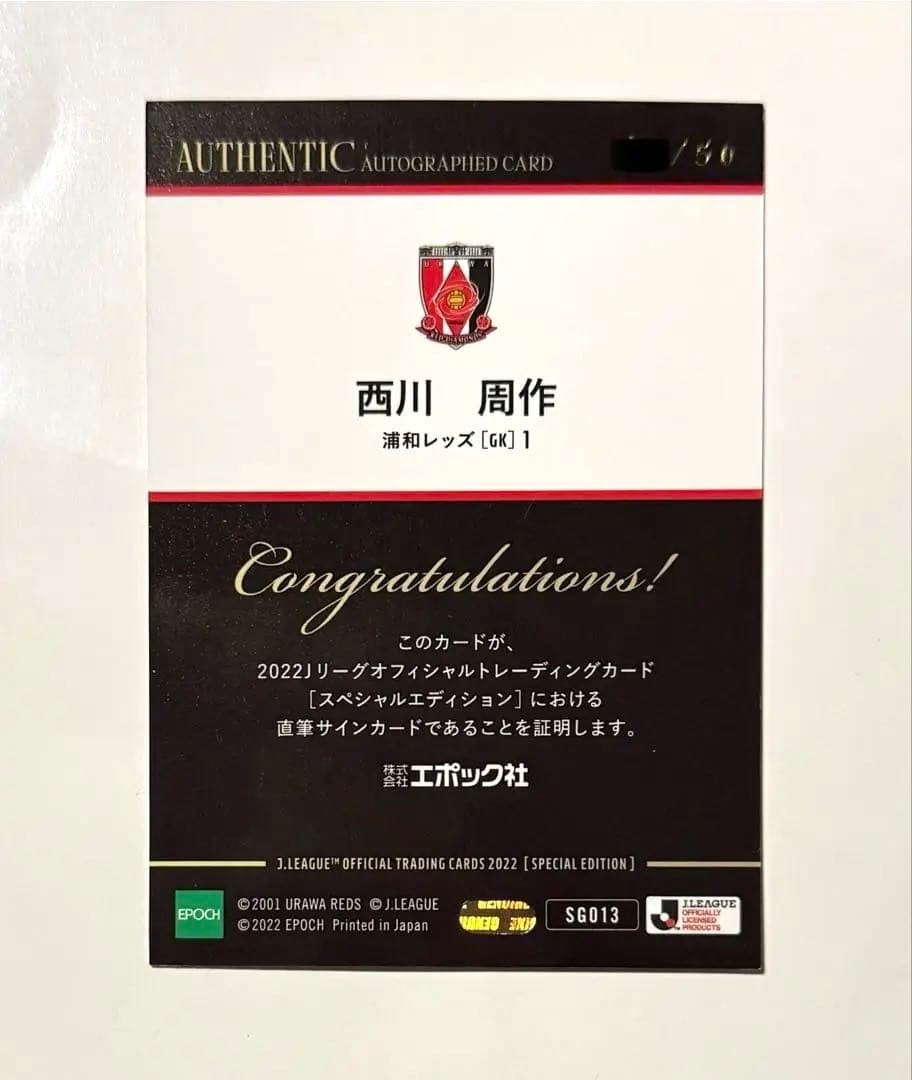 AUTHENTIC AUTOGRAPHED CARD /50
URAWA
RED DIAMONDS
西川 周作
浦和レッズ [GK] 1
Congratulations!
このカードが、
2022Jリーグオフィシャルトレーディングカード
[スペシャルエディション] における
直筆サインカードであることを証明します。
株式会社エポック社
J.LEAGUE™ OFFICIAL TRADING CARDS 2022 [SPECIAL EDITION]
EPOCH
©2001 URAWA REDS ©J.LEAGUE
©2022 EPOCH Printed in Japan
SG013
J.LEAGUE
OFFICIALLY
LICENSED
PRODUCTS